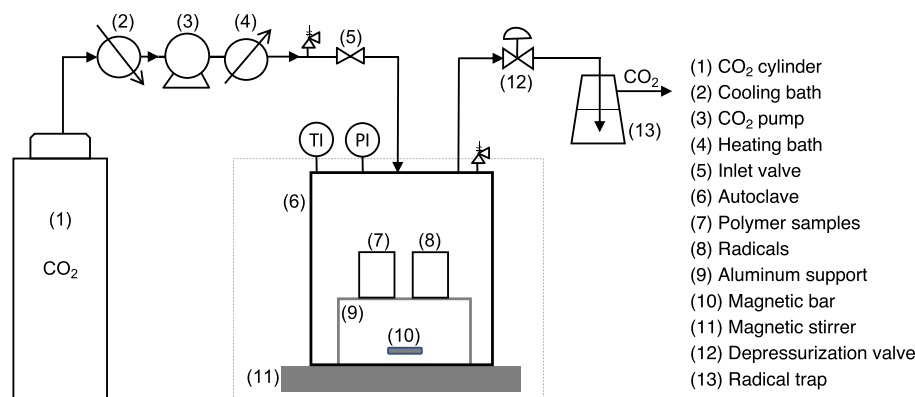 (2)
(3)
(4)
(5)
(12)
CO₂
(13)
TI
PI
(6)
(1)
CO₂
(7)
(8)
(9)
(10)
(11)
(1) CO₂ cylinder
(2) Cooling bath
(3) CO₂ pump
(4) Heating bath
(5) Inlet valve
(6) Autoclave
(7) Polymer samples
(8) Radicals
(9) Aluminum support
(10) Magnetic bar
(11) Magnetic stirrer
(12) Depressurization valve
(13) Radical trap